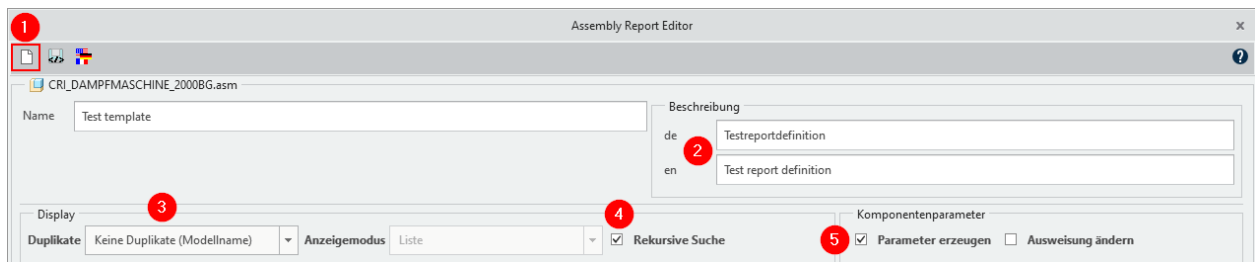 1
Assembly Report Editor
x
</>
?
CRI_DAMPFMASCHINE_2000BG.asm
Name Test template
Beschreibung
de Testreportdefinition
2
en Test report definition
3
4
Display
Komponentenparameter
Duplikate Keine Duplikate (Modellname) Anzeigemodus Liste Rekursive Suche 5 Parameter erzeugen Ausweisung ändern